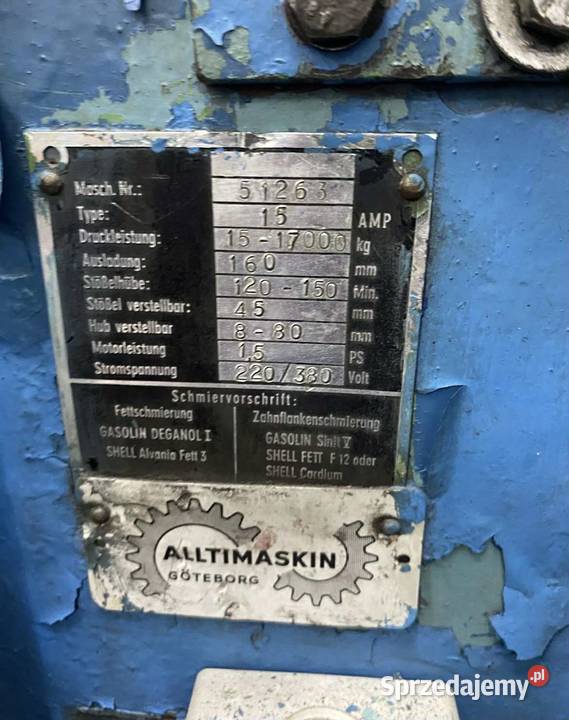 Masch. Nr.: 51263
Type: 15 AMP
Druckleistung: 15-17000 kg
Ausladung: 160 mm
Stößelhübe: 120-150 Min.
Stößel verstellbar: 45 mm
Hub verstellbar 8-80 mm
Motorleistung 1,5 PS
Stromspannung 220/380 Volt
Schmiervorschrift:
Fettschmierung
GASOLIN DEGANOL I
SHELL Alvania Fett 3
Zahnflankenschmierung
GASOLIN Sinit V
SHELL FETT F 12 oder
SHELL Cardium
ALLTIMASKIN
GÖTEBORG
Sprzedajemy.pl